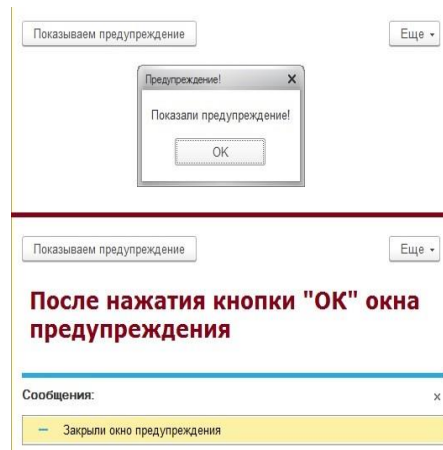 Показываем предупреждение Еще
Предупреждение! X
Показали предупреждение!
OK
Показываем предупреждение Еще
После нажатия кнопки "ОК" окна
предупреждения
Сообщения: x
– Закрыли окно предупреждения